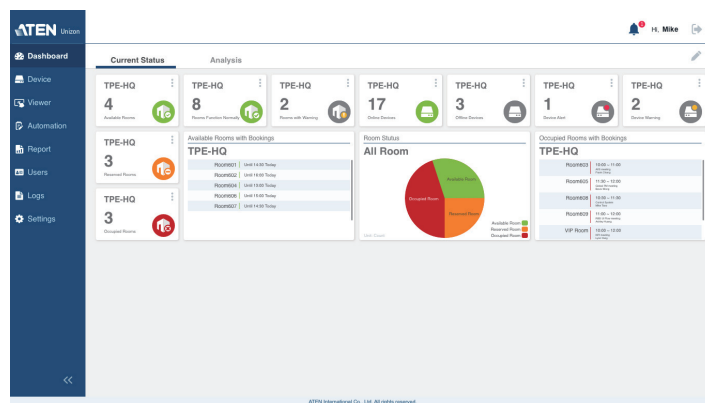 ATEN Unizon
1
Hi, Mike
Dashboard
Device
Viewer
Automation
Report
Users
Logs
Settings
Current Status
Analysis
TPE-HQ
4
Available Rooms
TPE-HQ
8
Rooms Function Normally
TPE-HQ
2
Rooms with Warning
TPE-HQ
17
Online Devices
TPE-HQ
3
Offline Devices
TPE-HQ
1
Device Alert
TPE-HQ
2
Device Warning
TPE-HQ
3
Reserved Rooms
TPE-HQ
3
Occupied Rooms
Available Rooms with Bookings
TPE-HQ
Room601 Until 14:00 Today
Room602 Until 16:00 Today
Room604 Until 10:00 Today
Room606 Until 10:00 Today
Room607 Until 14:30 Today
Room Status
All Room
Available Room
Occupied Room
Reserved Room
Available Room
Reserved Room
Occupied Room
Occupied Rooms with Bookings
TPE-HQ
Room603 10:00 – 11:00
Room605 11:30 – 12:00
Room608 10:00 – 11:00
Room609 11:00 – 12:00
VIP Room 10:00 – 10:30
ATEN International Co., Ltd. All rights reserved.